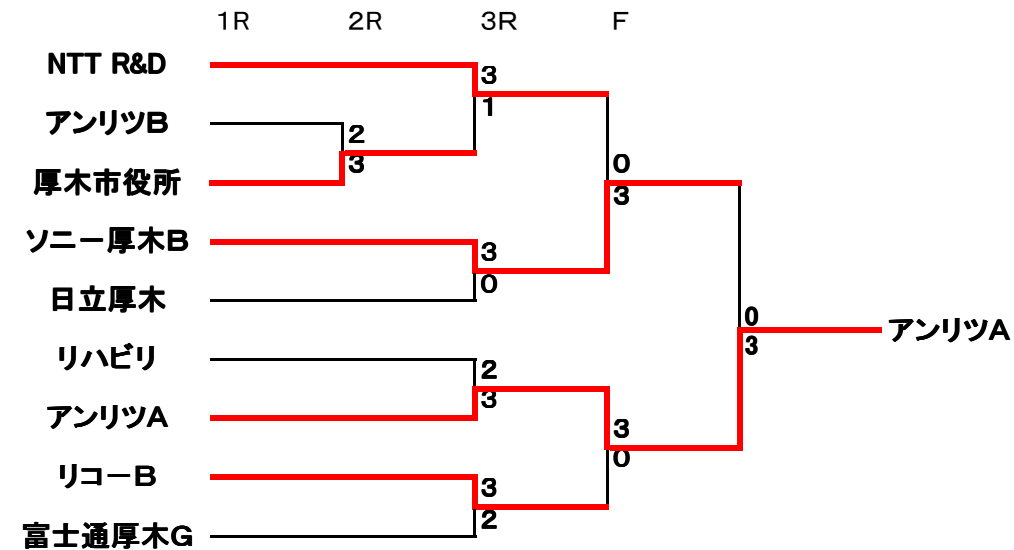 1R 2R 3R F
NTT R&D
3
1
アンリツB
2
3
厚木市役所
0
3
ソニー厚木B
3
0
日立厚木
0
3
アンリツA
リハビリ
2
3
アンリツA
3
0
リコーB
3
2
富士通厚木G